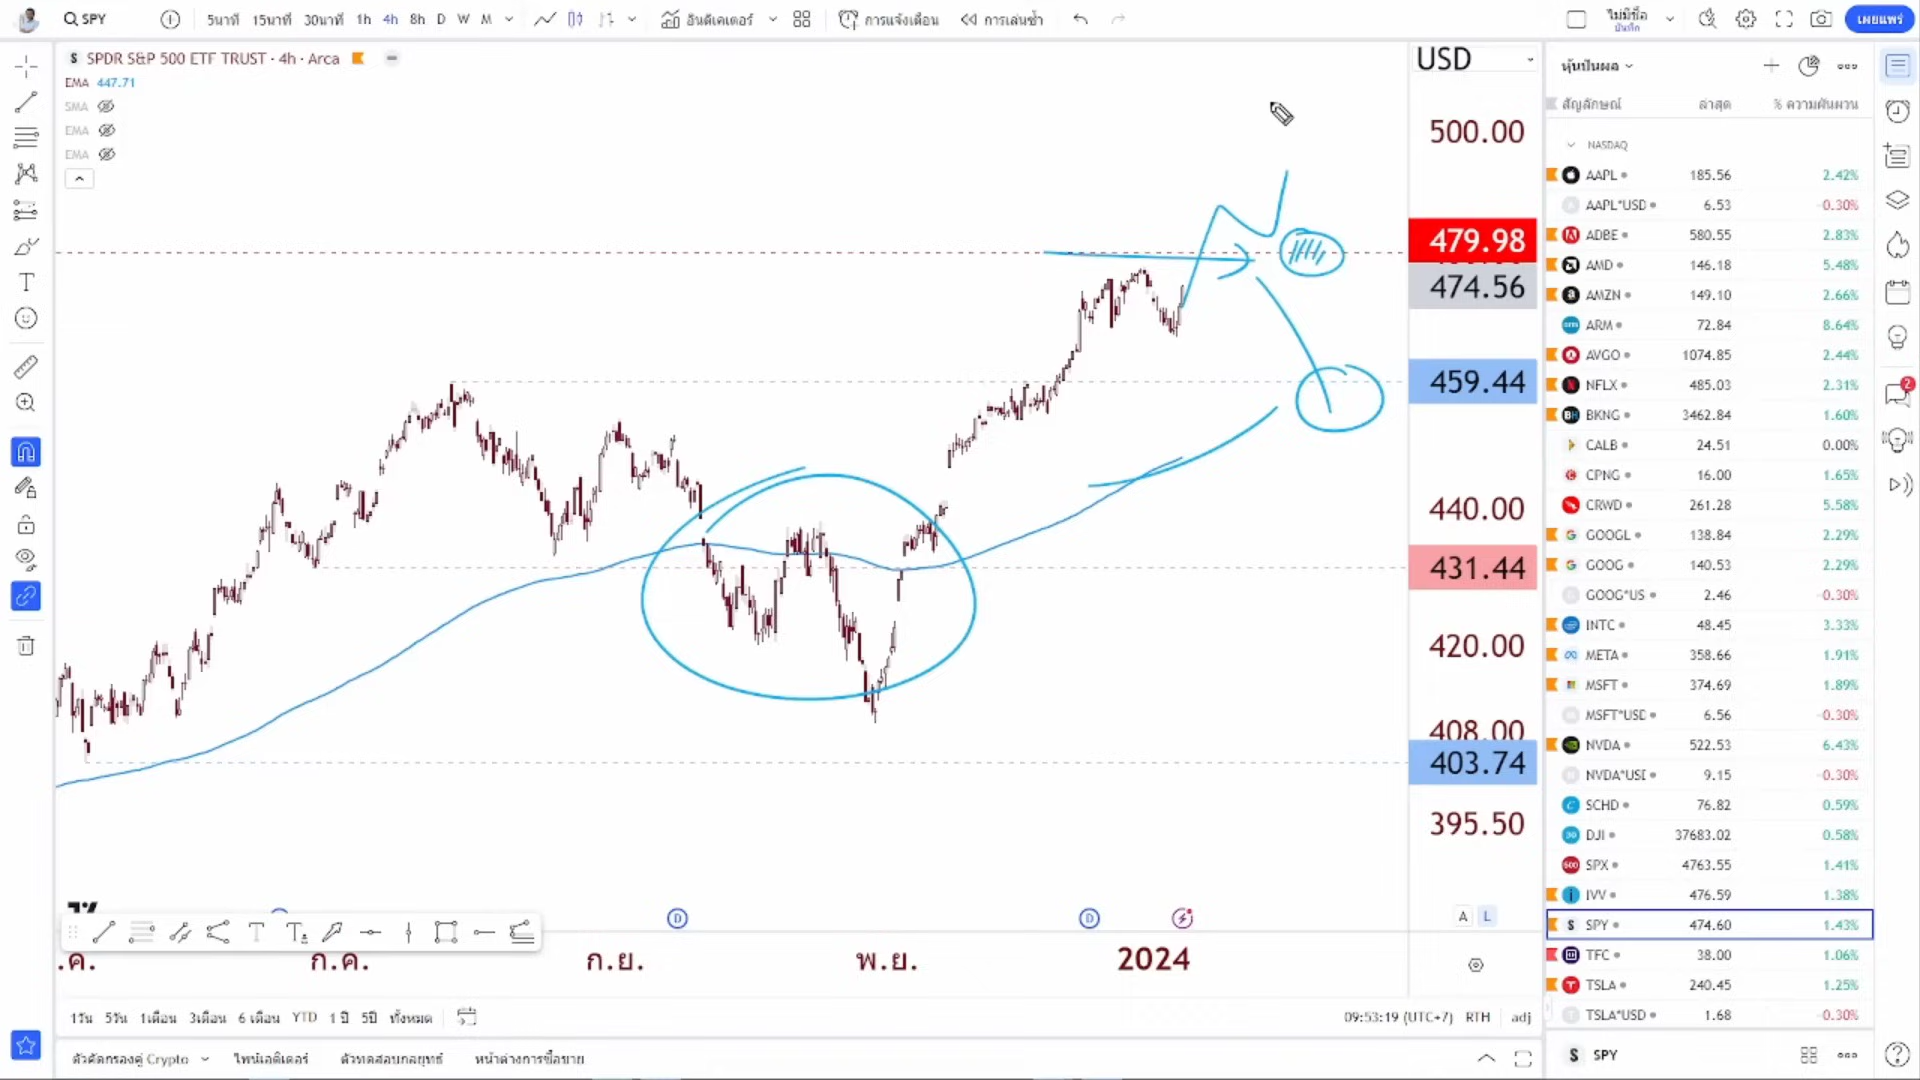 SPY 5นาที 15นาที 30นาที 1h 4h 8h D W M อินดิเคเตอร์ การแจ้งเตือน การเล่นซ้ำ ไม่มีชื่อ บันทึก เผยแพร่
S SPDR S&P 500 ETF TRUST · 4h · Arca
EMA 447.71
SMA
EMA
EMA
USD
500.00
479.98
474.56
459.44
440.00
431.44
420.00
408.00
403.74
395.50
A L
D D
.ค. ก.ค. ก.ย. พ.ย. 2024
1วัน 5วัน 1เดือน 3เดือน 6 เดือน YTD 1 ปี 5ปี ทั้งหมด 09:53:19 (UTC+7) RTH adj
ตัวคัดกรองคู่ Crypto ไพน์เอดิเตอร์ ตัวทดสอบกลยุทธ์ หน้าต่างการซื้อขาย
หุ้นปันผล
สัญลักษณ์ ล่าสุด % ความผันผวน
NASDAQ
AAPL 185.56 2.42%
AAPL*USD 6.53 -0.30%
ADBE 580.55 2.83%
AMD 146.18 5.48%
AMZN 149.10 2.66%
ARM 72.84 8.64%
AVGO 1074.85 2.44%
NFLX 485.03 2.31%
BKNG 3462.84 1.60%
CALB 24.51 0.00%
CPNG 16.00 1.65%
CRWD 261.28 5.58%
GOOGL 138.84 2.29%
GOOG 140.53 2.29%
GOOG*US 2.46 -0.30%
INTC 48.45 3.33%
META 358.66 1.91%
MSFT 374.69 1.89%
MSFT*USD 6.56 -0.30%
NVDA 522.53 6.43%
NVDA*USD 9.15 -0.30%
SCHD 76.82 0.59%
DJI 37683.02 0.58%
SPX 4763.55 1.41%
IVV 476.59 1.38%
SPY 474.60 1.43%
TFC 38.00 1.06%
TSLA 240.45 1.25%
TSLA*USD 1.68 -0.30%
S SPY
2